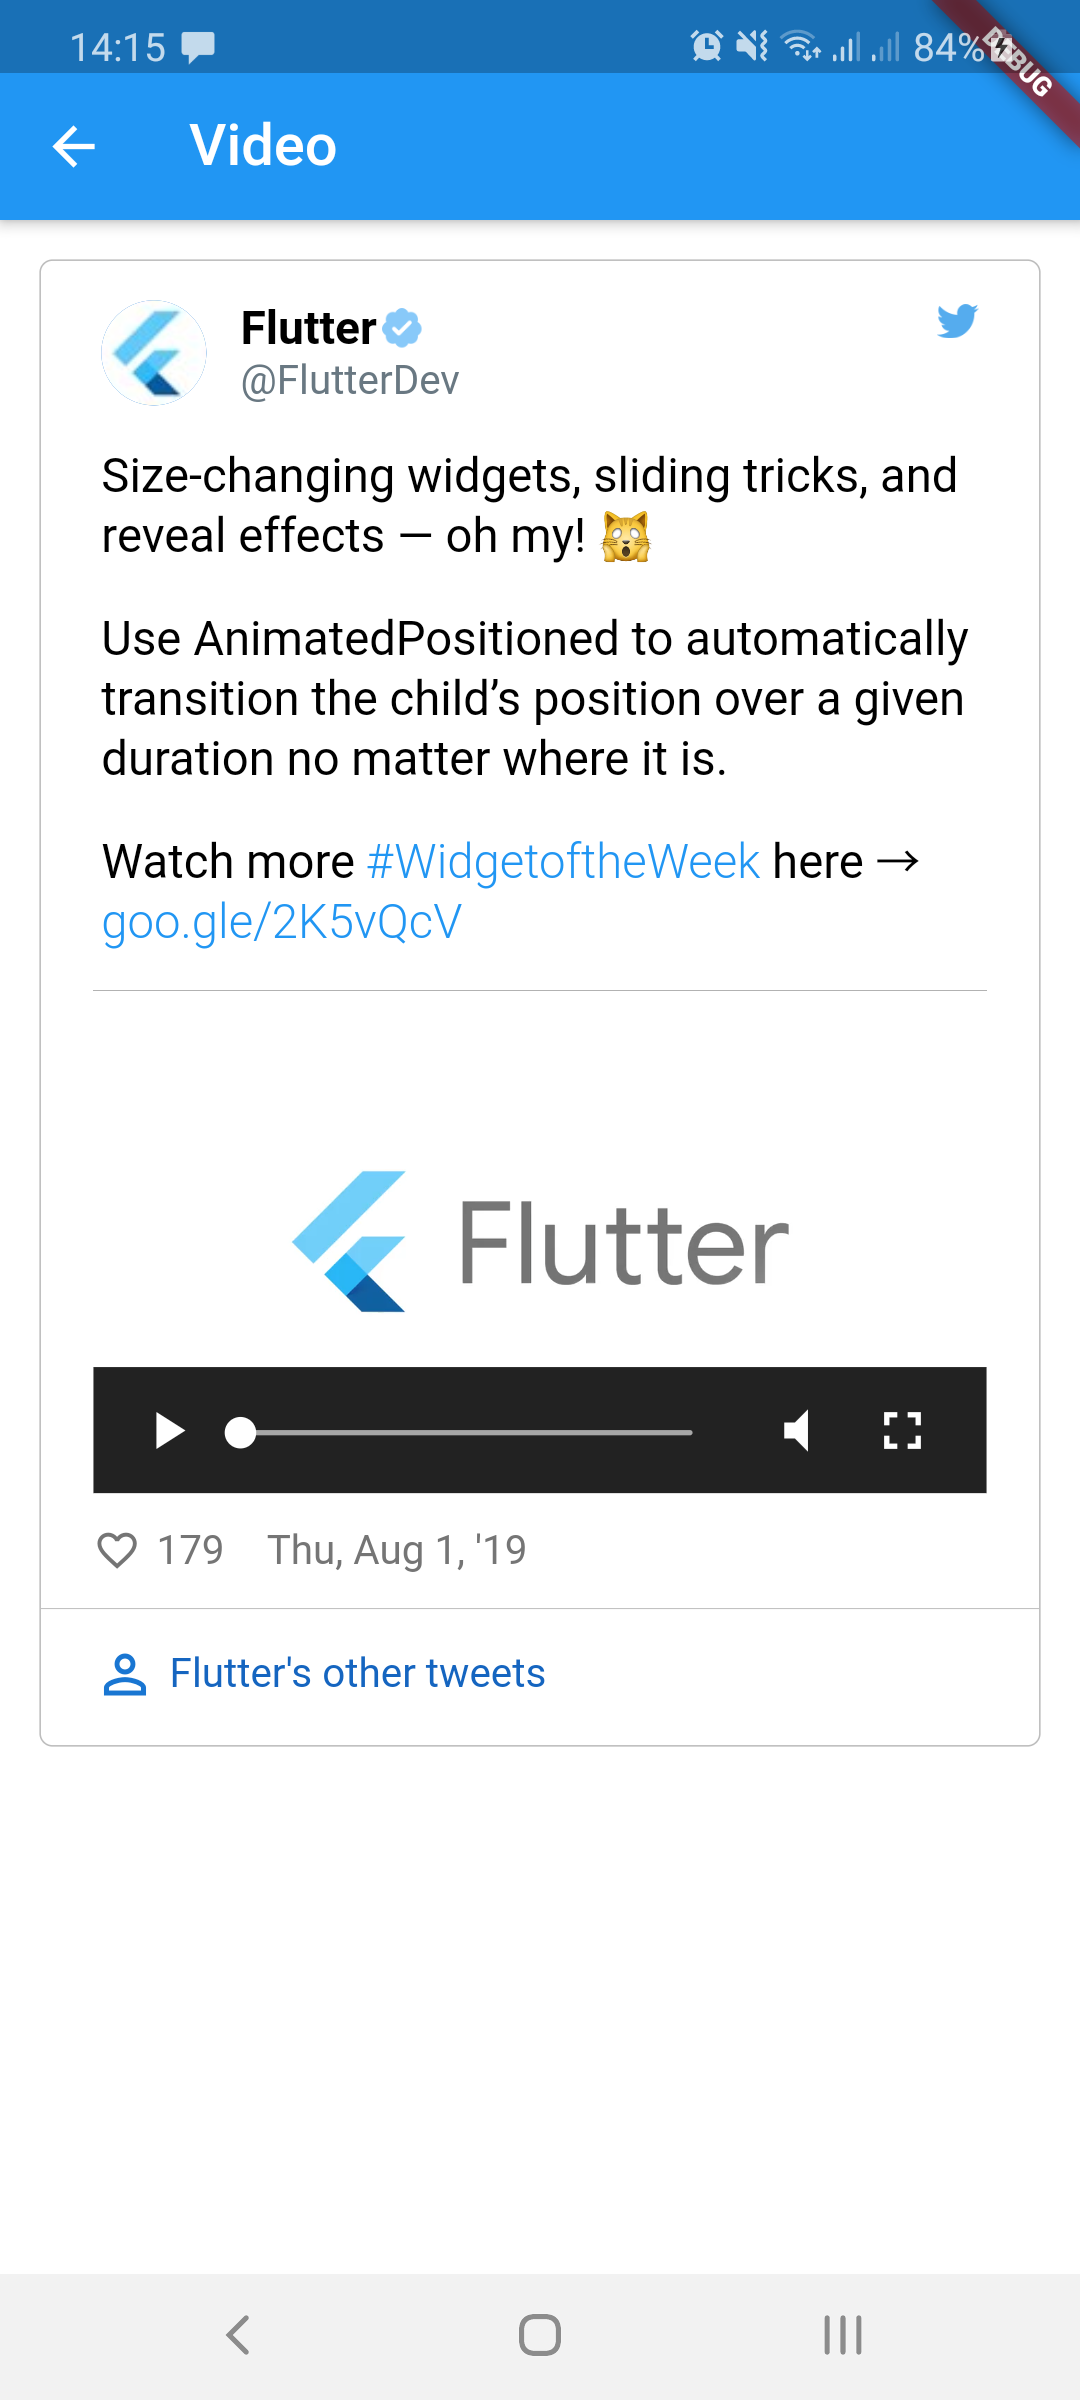 14:15
84%
DEBUG
Video
Flutter
@FlutterDev
Size-changing widgets, sliding tricks, and
reveal effects — oh my! 🙀
Use AnimatedPositioned to automatically
transition the child’s position over a given
duration no matter where it is.
Watch more #WidgetoftheWeek here →
goo.gle/2K5vQcV
Flutter
179 Thu, Aug 1, '19
Flutter's other tweets